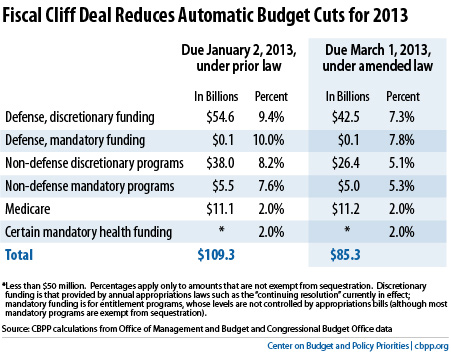 Fiscal Cliff Deal Reduces Automatic Budget Cuts for 2013
Due January 2, 2013, under prior law
Due March 1, 2013, under amended law
In Billions Percent In Billions Percent
Defense, discretionary funding $54.6 9.4% $42.5 7.3%
Defense, mandatory funding $0.1 10.0% $0.1 7.8%
Non-defense discretionary programs $38.0 8.2% $26.4 5.1%
Non-defense mandatory programs $5.5 7.6% $5.0 5.3%
Medicare $11.1 2.0% $11.2 2.0%
Certain mandatory health funding * 2.0% * 2.0%
Total $109.3 $85.3
*Less than $50 million. Percentages apply only to amounts that are not exempt from sequestration. Discretionary
funding is that provided by annual appropriations laws such as the "continuing resolution" currently in effect;
mandatory funding is for entitlement programs, whose levels are not controlled by appropriations bills (although most
mandatory programs are exempt from sequestration).
Source: CBPP calculations from Office of Management and Budget and Congressional Budget Office data
Center on Budget and Policy Priorities | cbpp.org